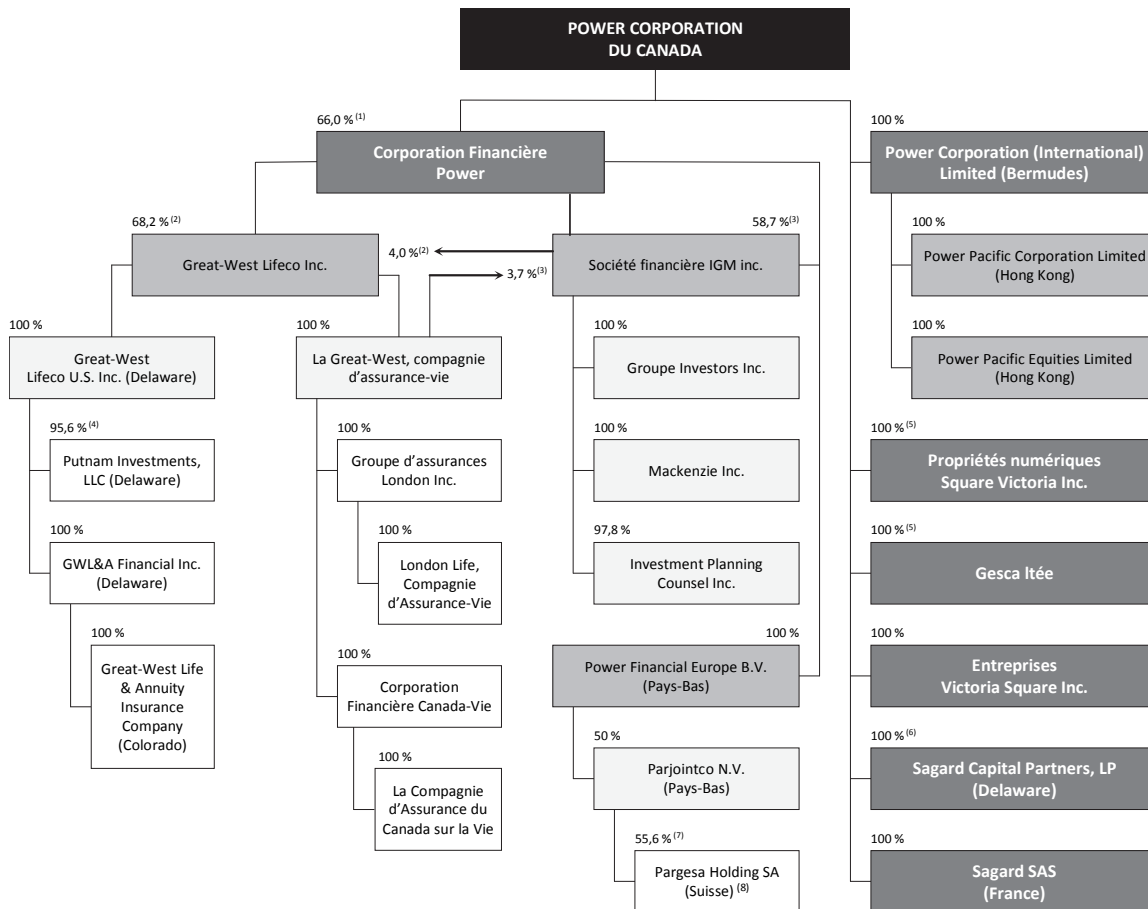 POWER CORPORATION
DU CANADA
66,0 % (1)
Corporation Financière
Power
100 %
Power Corporation (International)
Limited (Bermudes)
68,2 % (2)
Great-West Lifeco Inc.
4,0 % (2)
3,7 % (3)
58,7 % (3)
Société financière IGM inc.
100 %
Power Pacific Corporation Limited
(Hong Kong)
100 %
Great-West
Lifeco U.S. Inc. (Delaware)
100 %
La Great-West, compagnie
d'assurance-vie
100 %
Groupe Investors Inc.
100 %
Power Pacific Equities Limited
(Hong Kong)
95,6 % (4)
Putnam Investments,
LLC (Delaware)
100 %
Groupe d'assurances
London Inc.
100 %
Mackenzie Inc.
100 % (5)
Propriétés numériques
Square Victoria Inc.
100 %
GWL&A Financial Inc.
(Delaware)
100 %
London Life,
Compagnie
d'Assurance-Vie
97,8 %
Investment Planning
Counsel Inc.
100 % (5)
Gesca ltée
100 %
Great-West Life
& Annuity
Insurance
Company
(Colorado)
100 %
Corporation
Financière Canada-Vie
100 %
Power Financial Europe B.V.
(Pays-Bas)
100 %
Entreprises
Victoria Square Inc.
100 %
La Compagnie
d'Assurance du
Canada sur la Vie
50 %
Parjointco N.V.
(Pays-Bas)
100 % (6)
Sagard Capital Partners, LP
(Delaware)
55,6 % (7)
Pargesa Holding SA
(Suisse) (8)
100 %
Sagard SAS
(France)